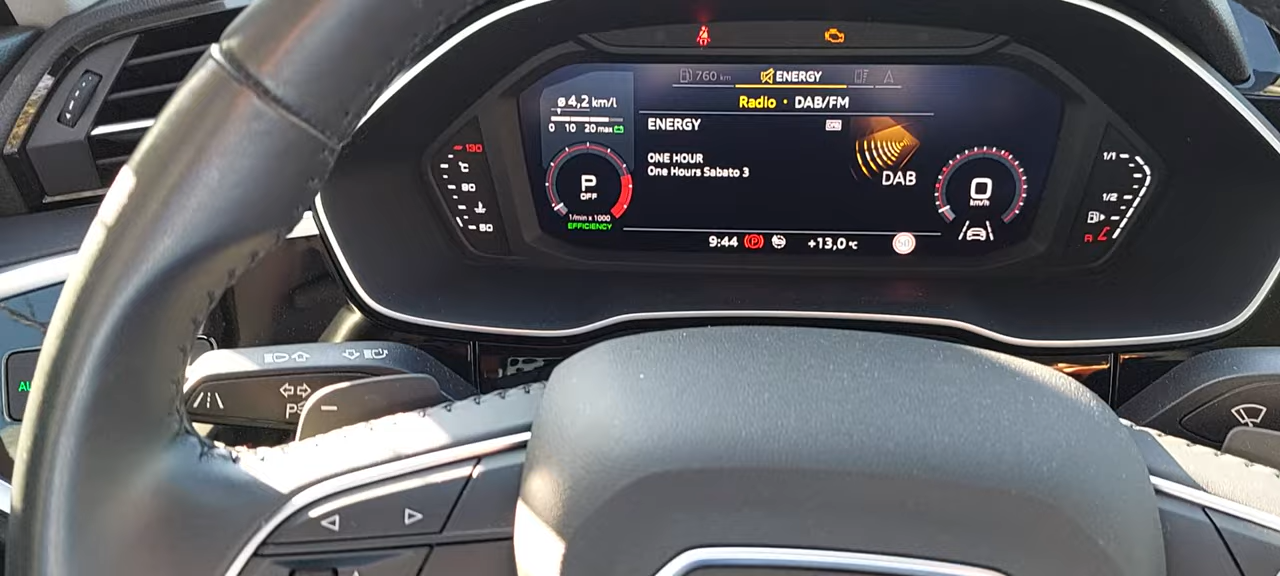 760 km
ENERGY
Radio • DAB/FM
ø 4,2 km/l
0 10 20 max
ENERGY
ONE HOUR
One Hours Sabato 3
DAB
130
°C
90
50
P
OFF
1/min x 1000
EFFICIENCY
0
km/h
1/1
1/2
R
9:44 (P) +13,0 °C 50
AU
P